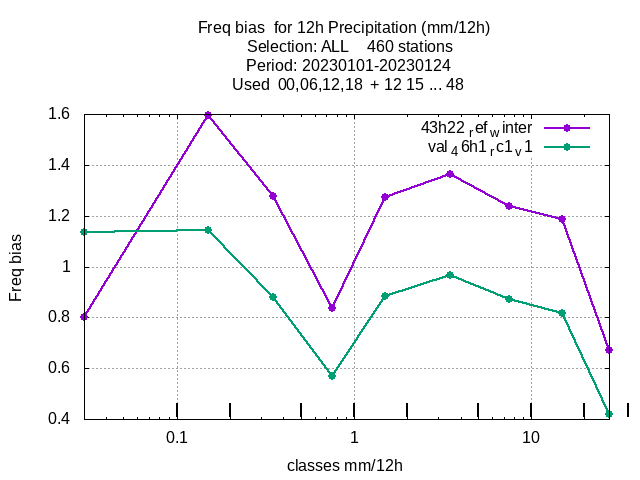 Freq bias  for 12h Precipitation (mm/12h)
Selection: ALL    460 stations
Period: 20230101-20230124
Used  00,06,12,18  + 12 15 ... 48
43h22refwinter
val46h1rc1v1
1.6
1.4
1.2
1
0.8
0.6
0.4
Freq bias
0.1
1
10
classes mm/12h